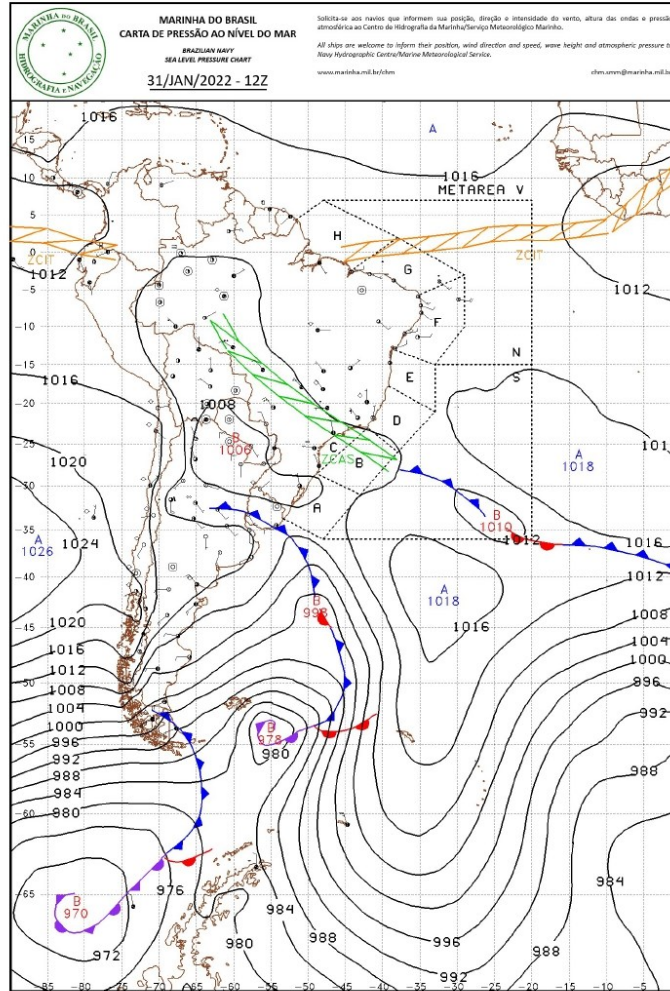 MARINHA DO BRASIL
HIDROGRAFIA e NAVEGAÇÃO
MARINHA DO BRASIL
CARTA DE PRESSÃO AO NÍVEL DO MAR
BRAZILIAN NAVY
SEA LEVEL PRESSURE CHART
31/JAN/2022 - 12Z
Solicita-se aos navios que informem sua posição, direção e intensidade do vento, altura das ondas e pressão
atmosférica ao Centro de Hidrografia da Marinha/Serviço Meteorológico Marinho.
All ships are welcome to inform their position, wind direction and speed, wave height and atmospheric pressure
Navy Hydrographic Centre/Marine Meteorological Service.
www.marinha.mil.br/chm
chm.smm@marinha.mil
1016
A
15
1016
10
METAREA V
5
H
0
ZCIT
ZCIT
1012
G
1012
-5
F
-10
N
-15
1016
E
S
1008
D
-20
B
1006
1020
C
ZCAS
B
A
1018
101
-25
-30
A
B
1010
1012
1016
-35
A
1026
1024
1012
-40
A
1018
B
998
1008
1020
1016
1004
-45
1016
1000
1012
996
-50
1008
1004
992
1000
B
978
996
980
-55
992
988
988
984
980
-60
976
984
-65
B
970
984
980
988
996
988
972
992
-85
-80
-75
-70
-65
-60
-55
-50
-45
-40
-35
-30
-25
-20
-15
-10
-5